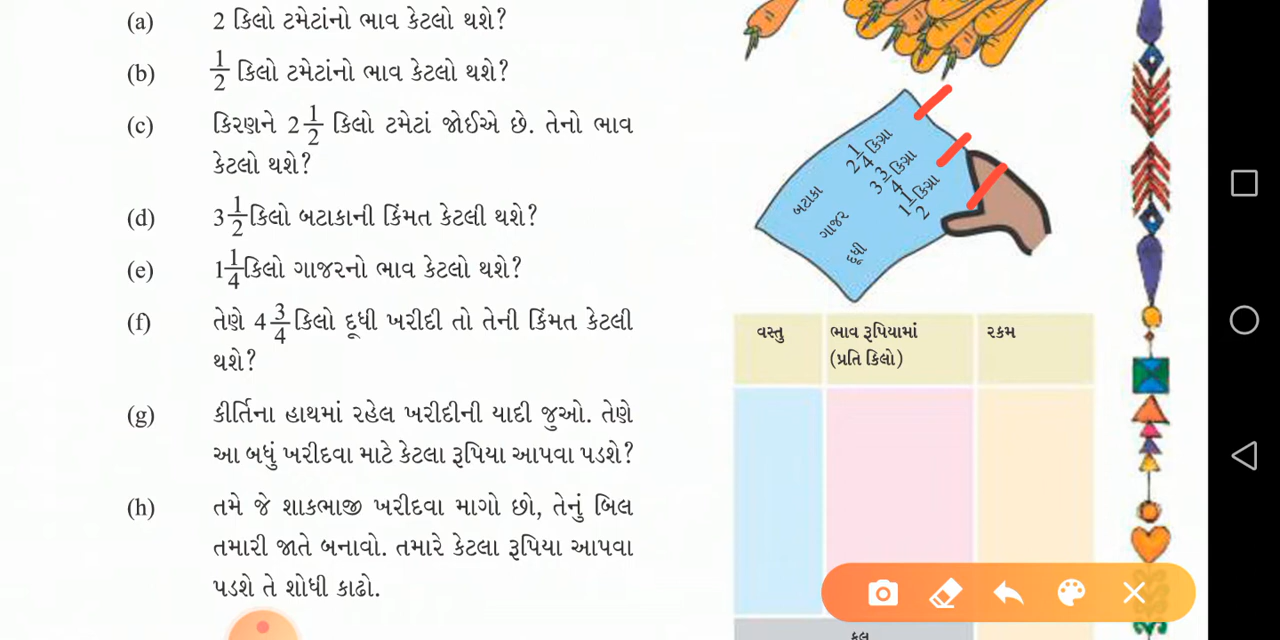 (a) 2 કિલો ટમેટાંનો ભાવ કેટલો થશે?
(b) 1/2 કિલો ટમેટાંનો ભાવ કેટલો થશે?
(c) કિરણને 2 1/2 કિલો ટમેટાં જોઈએ છે. તેનો ભાવ
કેટલો થશે?
(d) 3 1/2 કિલો બટાકાની કિંમત કેટલી થશે?
(e) 1 1/4 કિલો ગાજરનો ભાવ કેટલો થશે?
(f) તેણે 4 3/4 કિલો દૂધી ખરીદી તો તેની કિંમત કેટલી
થશે?
(g) કીર્તિના હાથમાં રહેલ ખરીદીની યાદી જુઓ. તેણે
આ બધું ખરીદવા માટે કેટલા રૂપિયા આપવા પડશે?
(h) તમે જે શાકભાજી ખરીદવા માગો છો, તેનું બિલ
તમારી જાતે બનાવો. તમારે કેટલા રૂપિયા આપવા
પડશે તે શોધી કાઢો.
બટાકા 2 1/4 કિગ્રા
ગાજર 3 3/4 કિગ્રા
દૂધી 1 1/2 કિગ્રા
વસ્તુ ભાવ રૂપિયામાં રકમ
(પ્રતિ કિલો)
કુલ